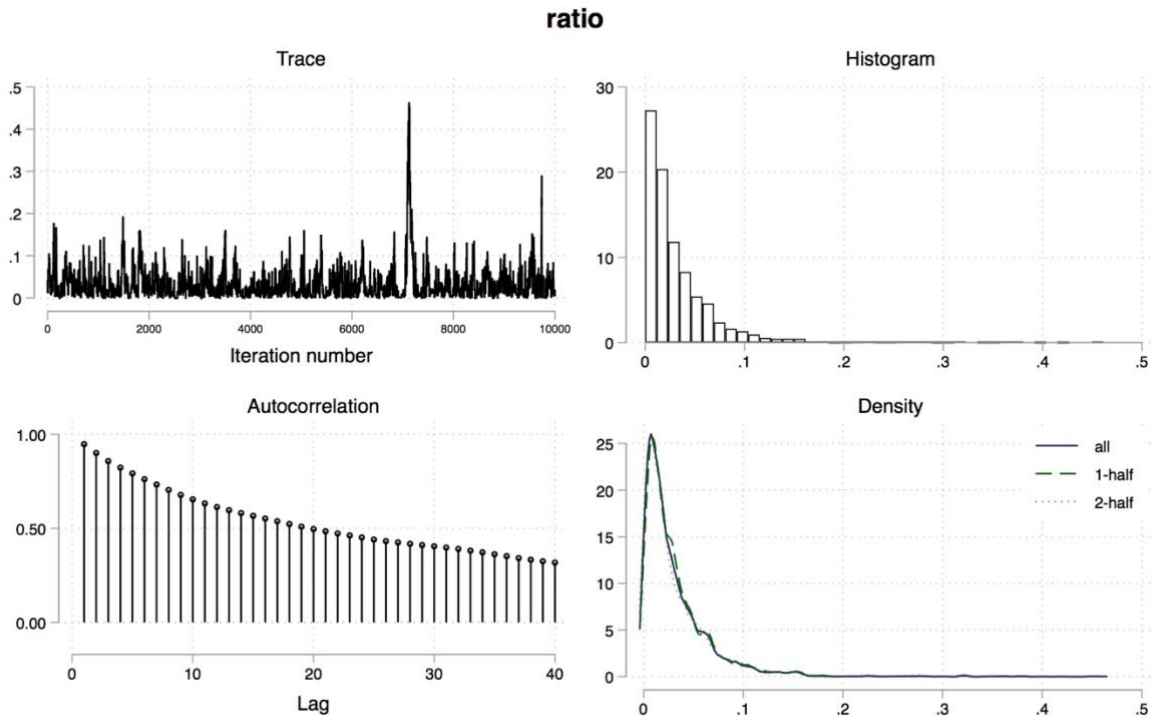 ratio
Trace
.5
.4
.3
.2
.1
0
0 2000 4000 6000 8000 10000
Iteration number
Histogram
30
20
10
0
0 .1 .2 .3 .4 .5
Autocorrelation
1.00
0.50
0.00
0 10 20 30 40
Lag
Density
25
20
15
10
5
0
0 .1 .2 .3 .4 .5
all
1-half
2-half